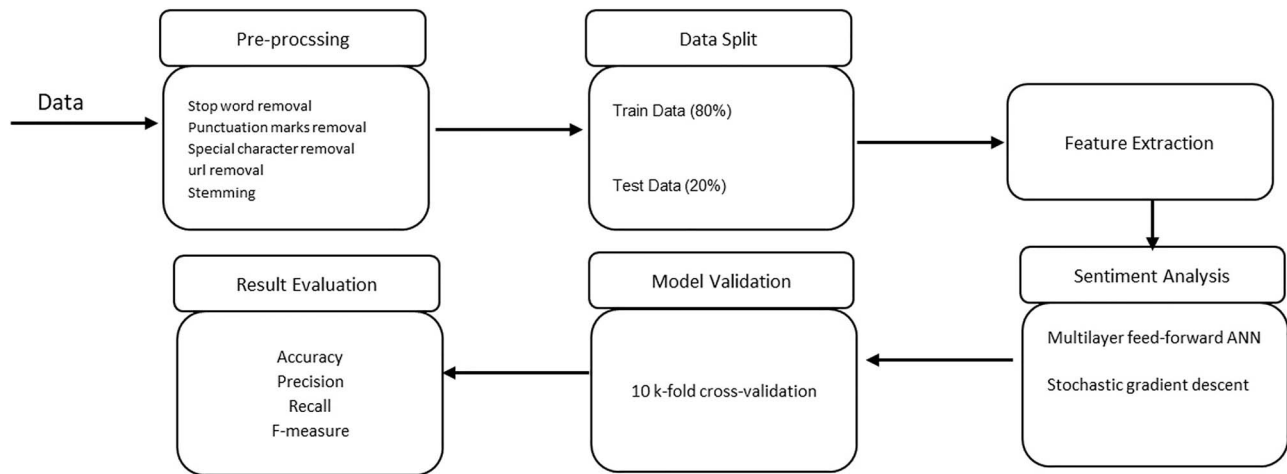 Data
Pre-procssing
Stop word removal
Punctuation marks removal
Special character removal
url removal
Stemming
Data Split
Train Data (80%)
Test Data (20%)
Feature Extraction
Sentiment Analysis
Multilayer feed-forward ANN
Stochastic gradient descent
Model Validation
10 k-fold cross-validation
Result Evaluation
Accuracy
Precision
Recall
F-measure